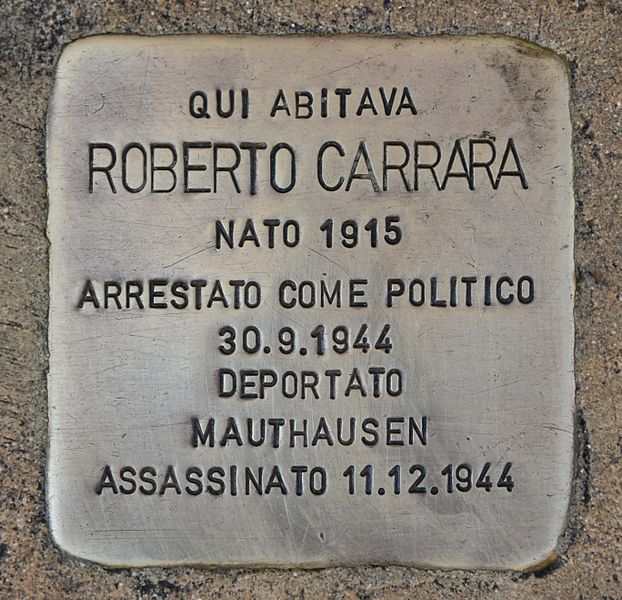 QUI ABITAVA
ROBERTO CARRARA
NATO 1915
ARRESTATO COME POLITICO
30.9.1944
DEPORTATO
MAUTHAUSEN
ASSASSINATO 11.12.1944